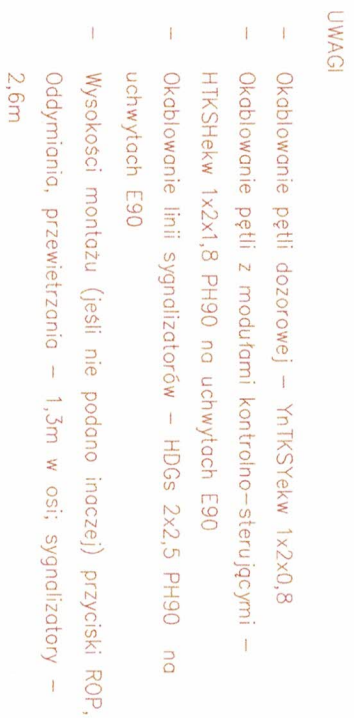 UWAGI
- Okablowanie pętli dozorowej - YnTKSYekw 1x2x0,8
- Okablowanie pętli z modułami kontrolno-sterującymi -
HTKSHekw 1x2x1,8 PH90 na uchwytach E90
- Okablowanie linii sygnalizatorów - HDGs 2x2,5 PH90 na
uchwytach E90
- Wysokości montażu (jeśli nie podano inaczej) przyciski ROP,
Oddymiania, przewietrzania - 1,3m w osi; sygnalizatory -
2,6m